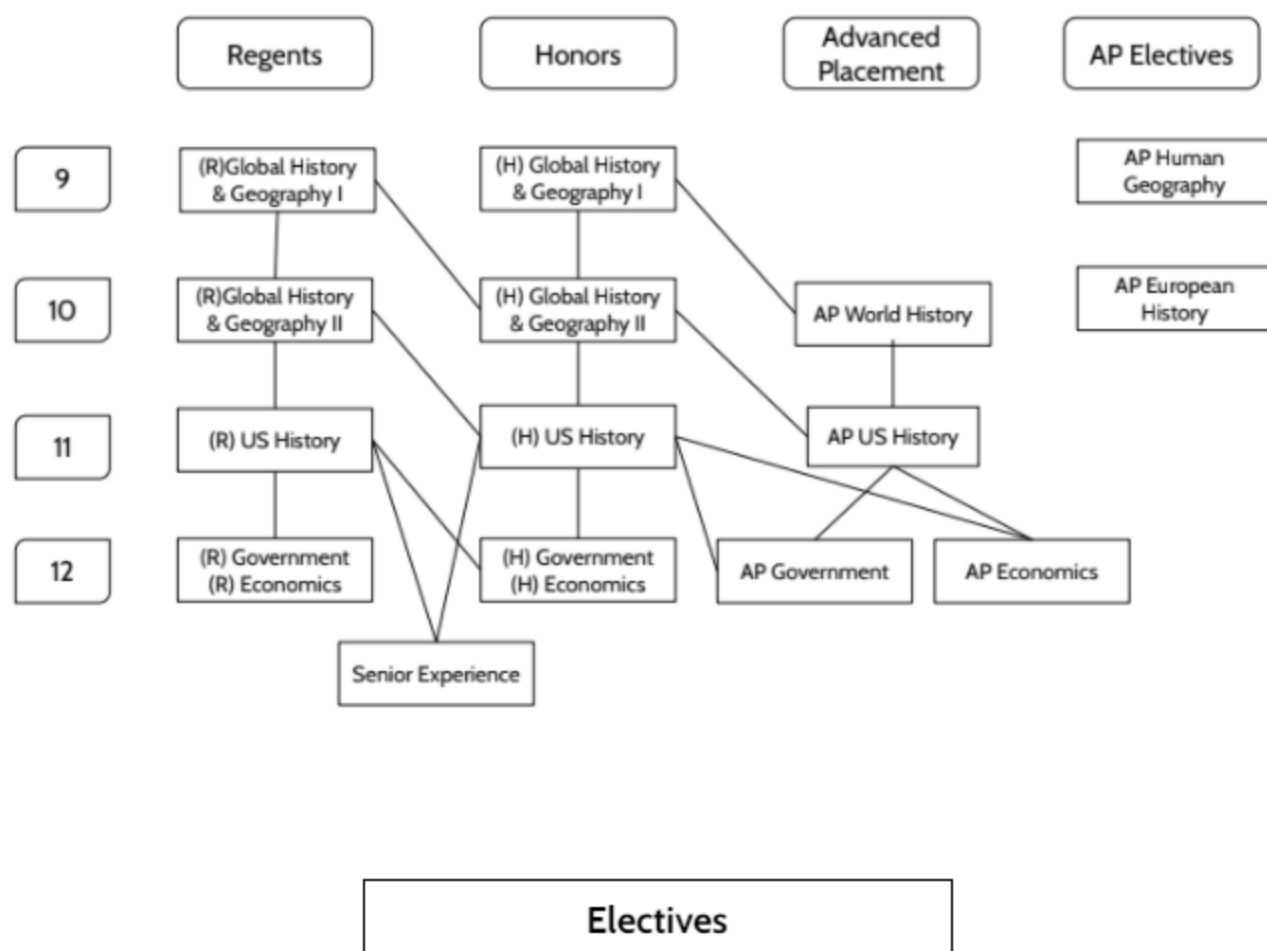 Regents
Honors
Advanced
Placement
AP Electives
9
(R)Global History
& Geography I
(H) Global History
& Geography I
AP Human
Geography
10
(R)Global History
& Geography II
(H) Global History
& Geography II
AP World History
AP European
History
11
(R) US History
(H) US History
AP US History
12
(R) Government
(R) Economics
(H) Government
(H) Economics
AP Government
AP Economics
Senior Experience
Electives